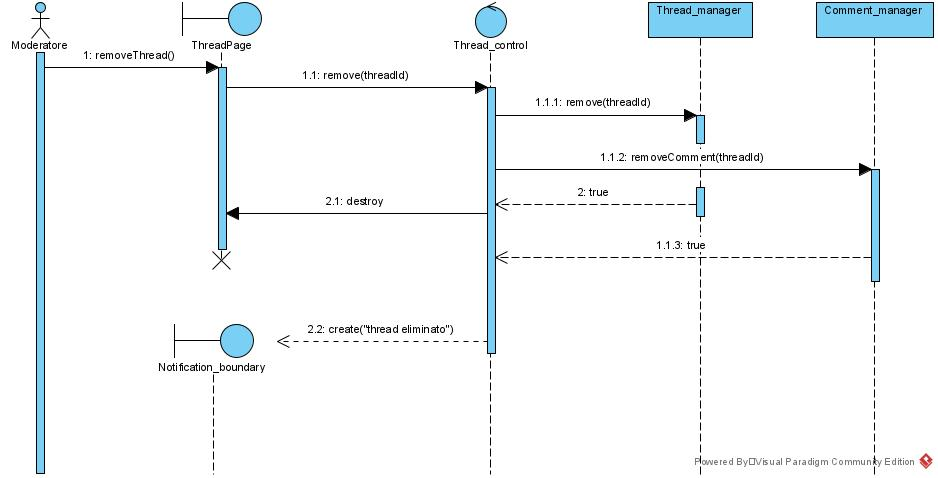 Moderatore
ThreadPage
Thread_control
Thread_manager
Comment_manager
1: removeThread()
1.1: remove(threadId)
1.1.1: remove(threadId)
1.1.2: removeComment(threadId)
2: true
2.1: destroy
1.1.3: true
2.2: create("thread eliminato")
Notification_boundary
Powered By Visual Paradigm Community Edition